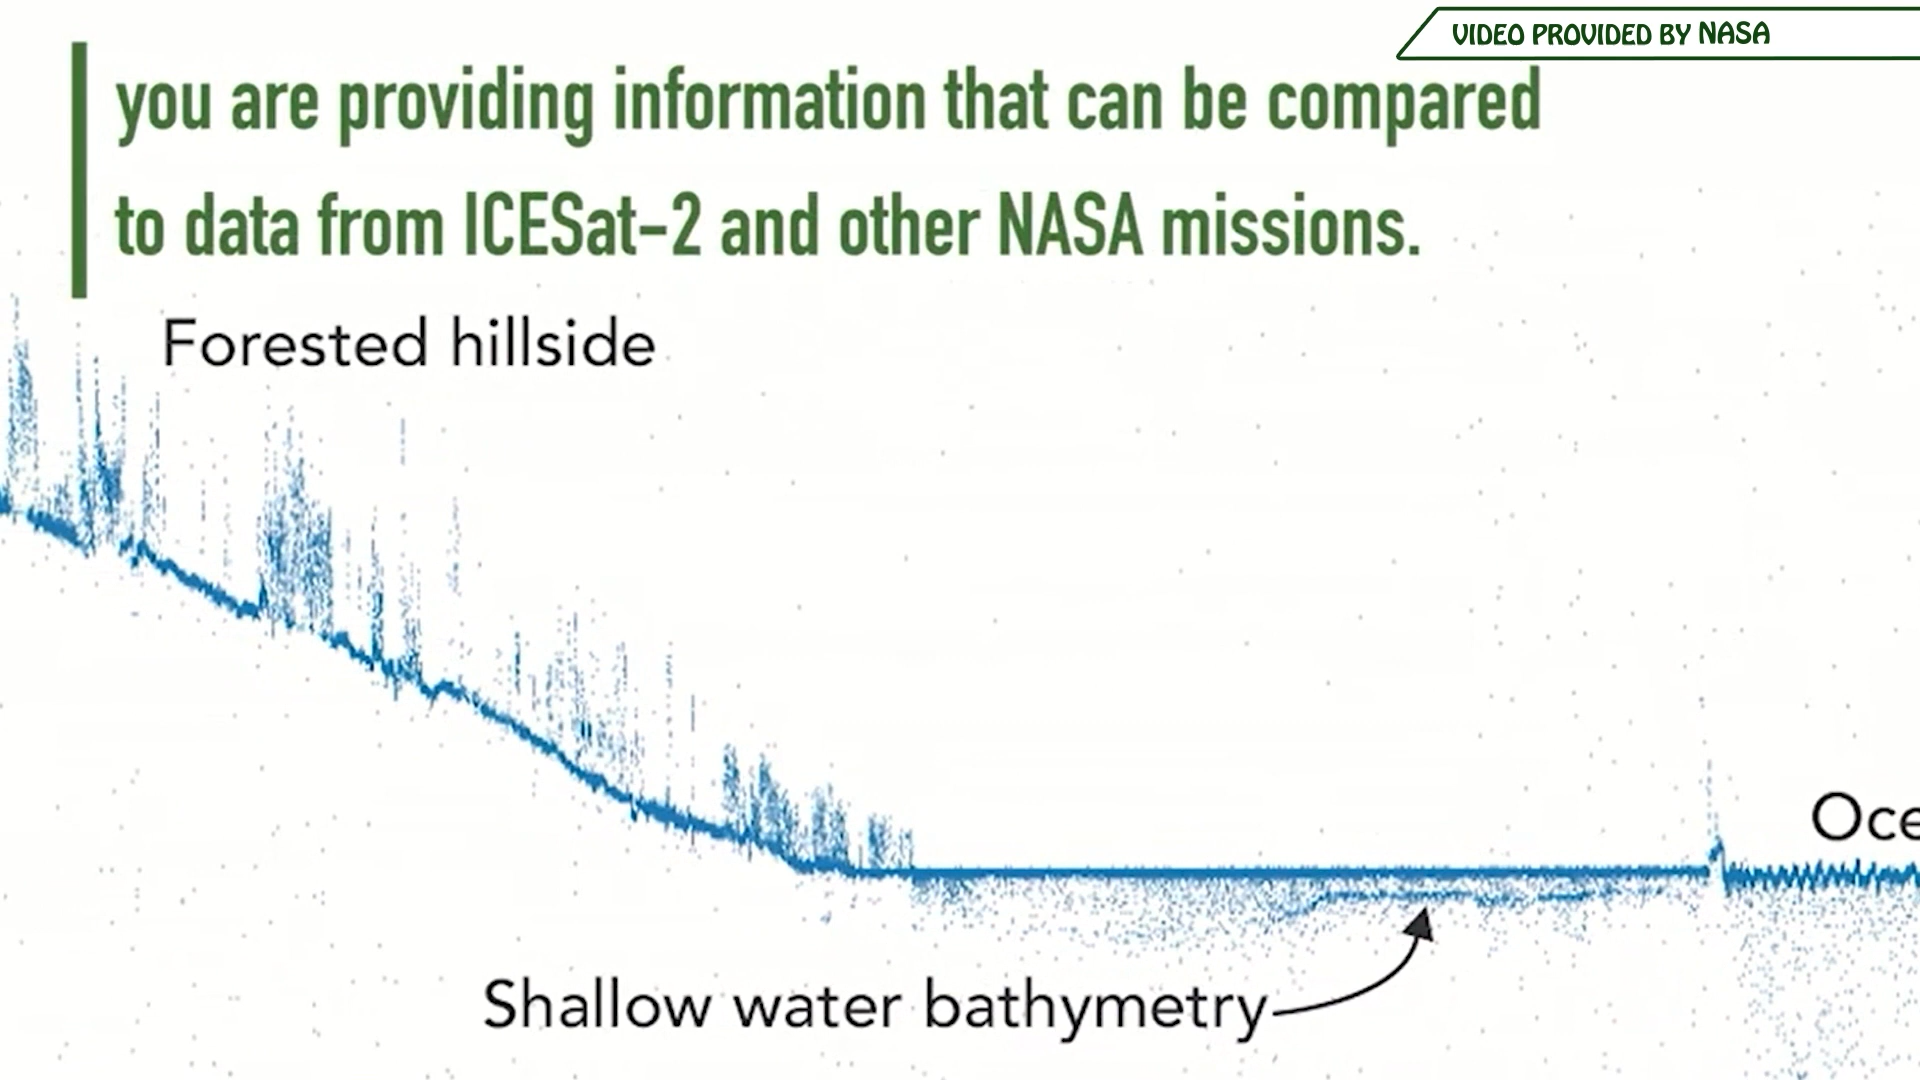 VIDEO PROVIDED BY NASA
you are providing information that can be compared
to data from ICESat-2 and other NASA missions.
Forested hillside
Oce
Shallow water bathymetry